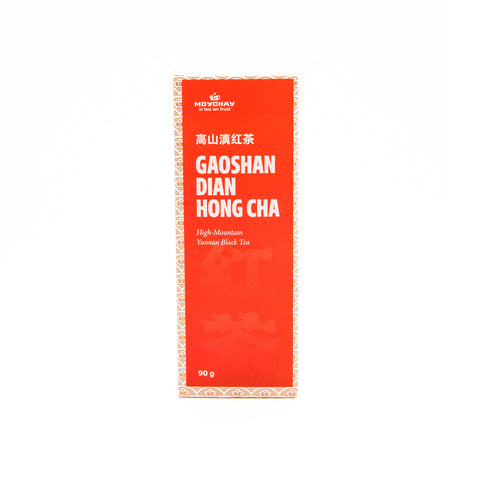 MOYCHAY
in tea we trust
高山滇红茶
GAOSHAN
DIAN
HONG CHA
High-Mountain
Yunnan Black Tea
红
茶
90 g